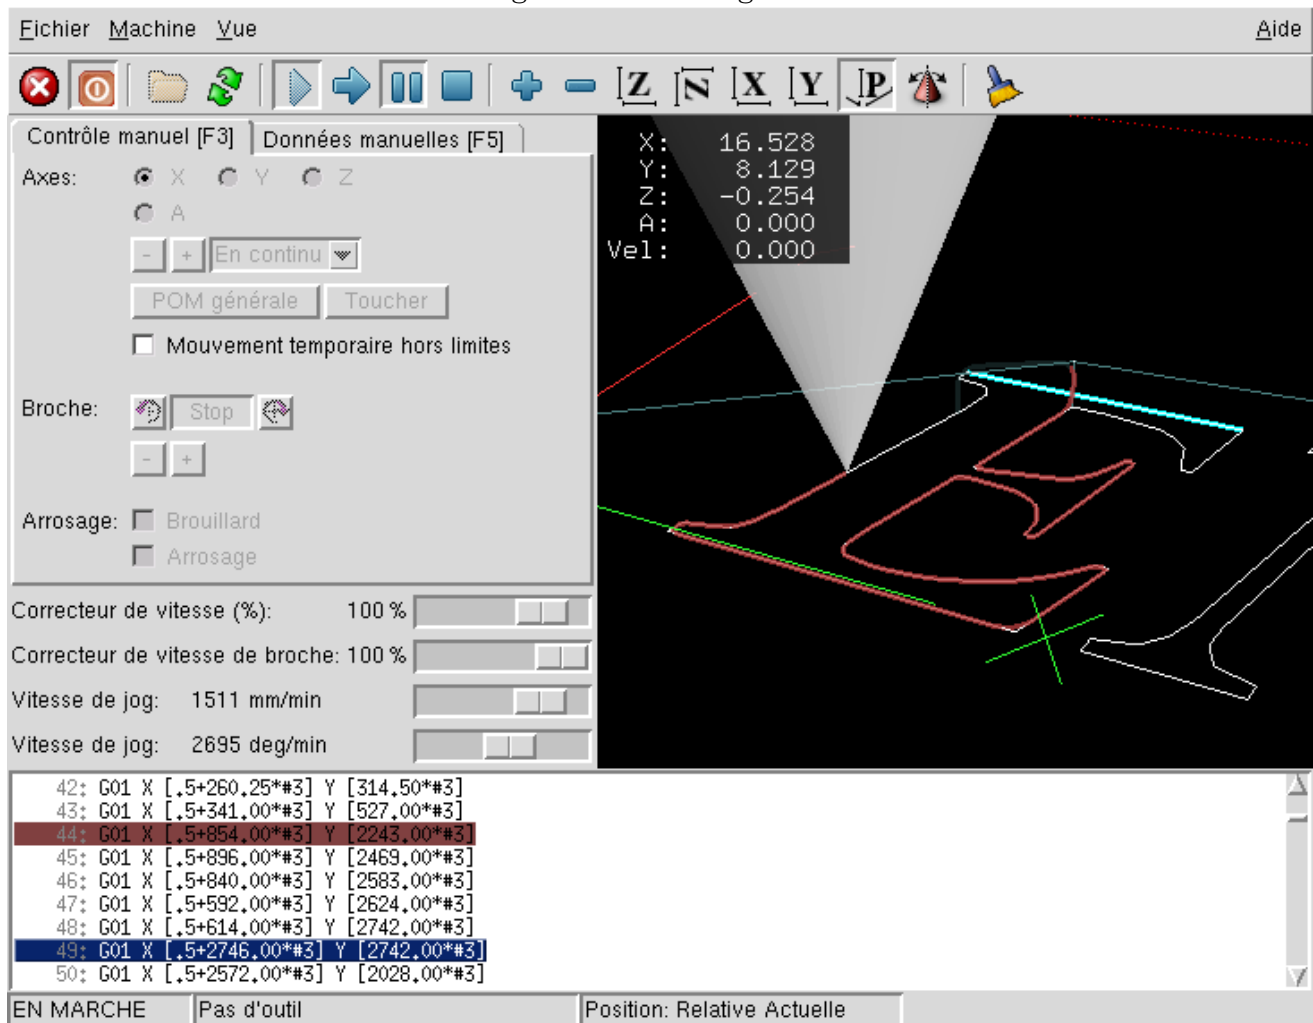 Fichier Machine Vue Aide
Z N X Y P
Contrôle manuel [F3] Données manuelles [F5]
Axes: X Y Z
A
- + En continu
POM générale Toucher
Mouvement temporaire hors limites
Broche: Stop
- +
Arrosage: Brouillard
Arrosage
X: 16.528
Y: 8.129
Z: -0.254
A: 0.000
Vel: 0.000
Correcteur de vitesse (%): 100 %
Correcteur de vitesse de broche: 100 %
Vitesse de jog: 1511 mm/min
Vitesse de jog: 2695 deg/min
42: G01 X [.5+260.25*#3] Y [314.50*#3]
43: G01 X [.5+341.00*#3] Y [527.00*#3]
44: G01 X [.5+854.00*#3] Y [2243.00*#3]
45: G01 X [.5+896.00*#3] Y [2469.00*#3]
46: G01 X [.5+840.00*#3] Y [2583.00*#3]
47: G01 X [.5+592.00*#3] Y [2624.00*#3]
48: G01 X [.5+614.00*#3] Y [2742.00*#3]
49: G01 X [.5+2746.00*#3] Y [2742.00*#3]
50: G01 X [.5+2572.00*#3] Y [2028.00*#3]
EN MARCHE Pas d'outil Position: Relative Actuelle